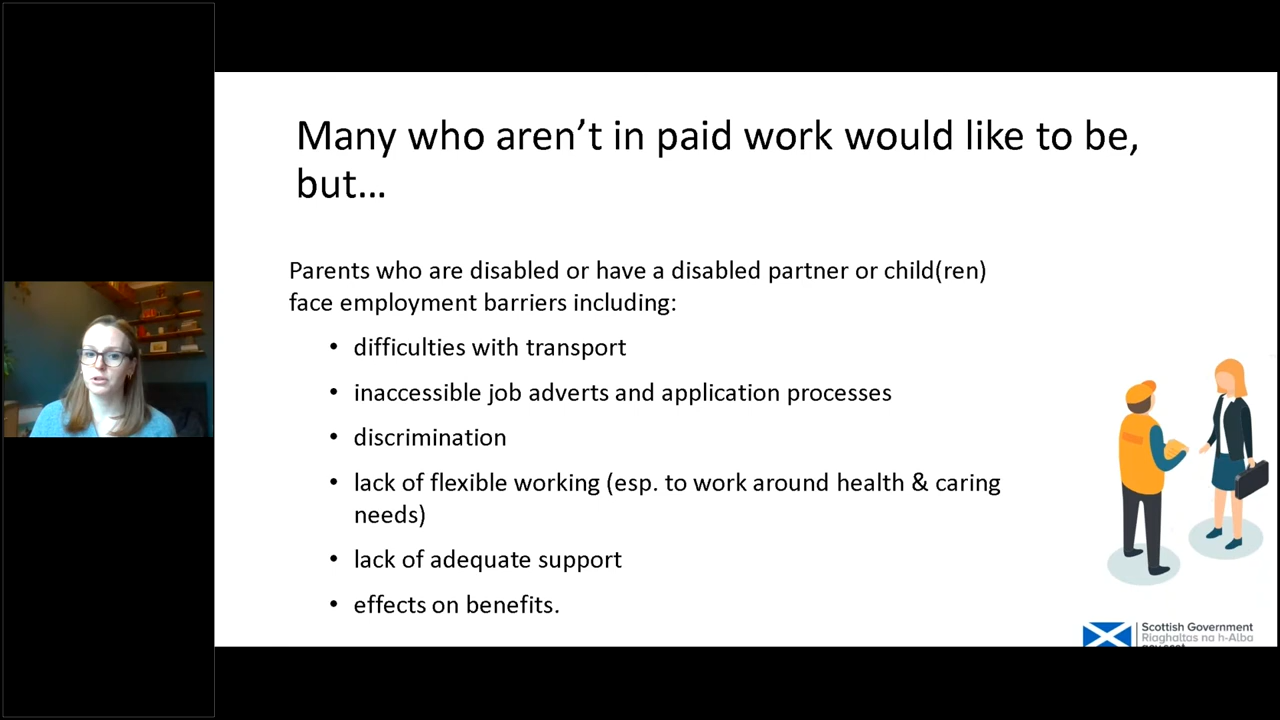 Many who aren’t in paid work would like to be,
but…
Parents who are disabled or have a disabled partner or child(ren)
face employment barriers including:
• difficulties with transport
• inaccessible job adverts and application processes
• discrimination
• lack of flexible working (esp. to work around health & caring
needs)
• lack of adequate support
• effects on benefits.
Scottish Government
Riaghaltas na h-Alba